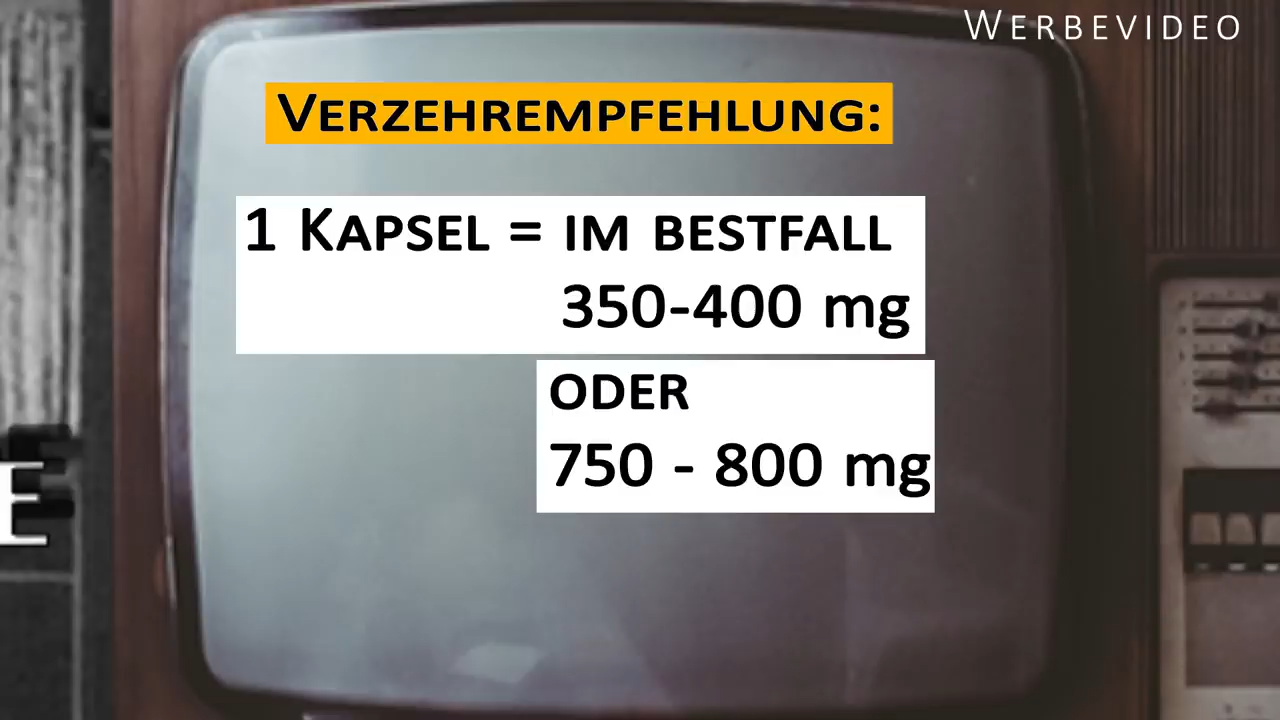 WERBEVIDEO
VERZEHREMPFEHLUNG:
1 KAPSEL = IM BESTFALL
350-400 mg
ODER
750 - 800 mg
E